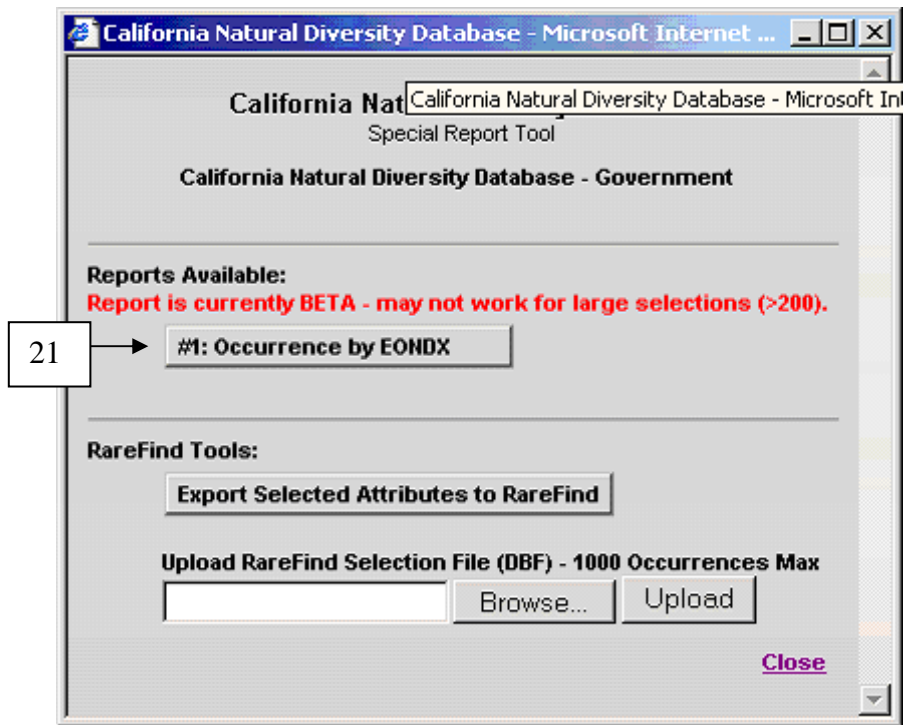 California Natural Diversity Database - Microsoft Internet ...
California Nat
California Natural Diversity Database - Microsoft In
Special Report Tool
California Natural Diversity Database - Government
Reports Available:
Report is currently BETA - may not work for large selections (>200).
21
#1: Occurrence by EONDX
RareFind Tools:
Export Selected Attributes to RareFind
Upload RareFind Selection File (DBF) - 1000 Occurrences Max
Browse... Upload
Close